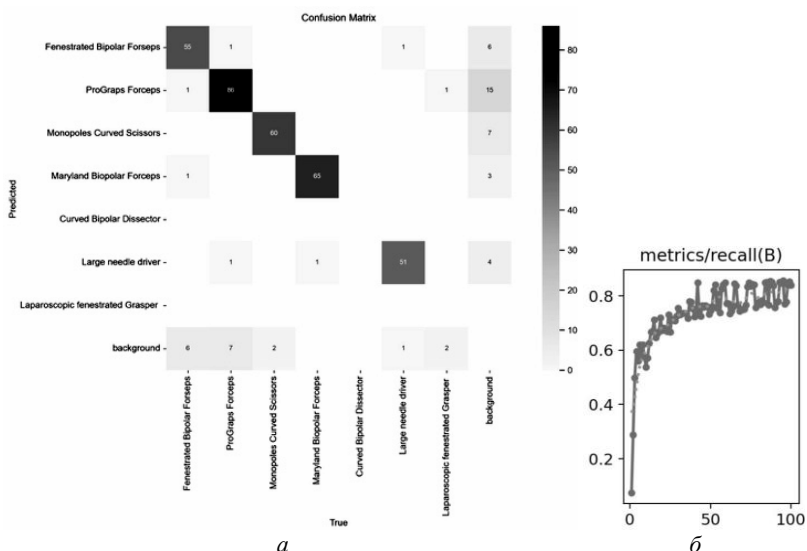 Confusion Matrix
Fenestrated Bipolar Forseps
55 1 1 6
ProGraps Forceps
1 86 1 15
Monopoles Curved Scissors
60 7
Maryland Biopolar Forceps
1 65 3
Curved Bipolar Dissector
Large needle driver
1 1 51 4
Laparoscopic fenestrated Grasper
background
6 7 2 1 2
Predicted
80
70
60
50
40
30
20
10
0
Fenestrated Bipolar Forseps
ProGraps Forceps
Monopoles Curved Scissors
Maryland Biopolar Forceps
Curved Bipolar Dissector
Large needle driver
Laparoscopic fenestrated Grasper
background
True
а
metrics/recall(B)
0.8
0.6
0.4
0.2
0 50 100
б